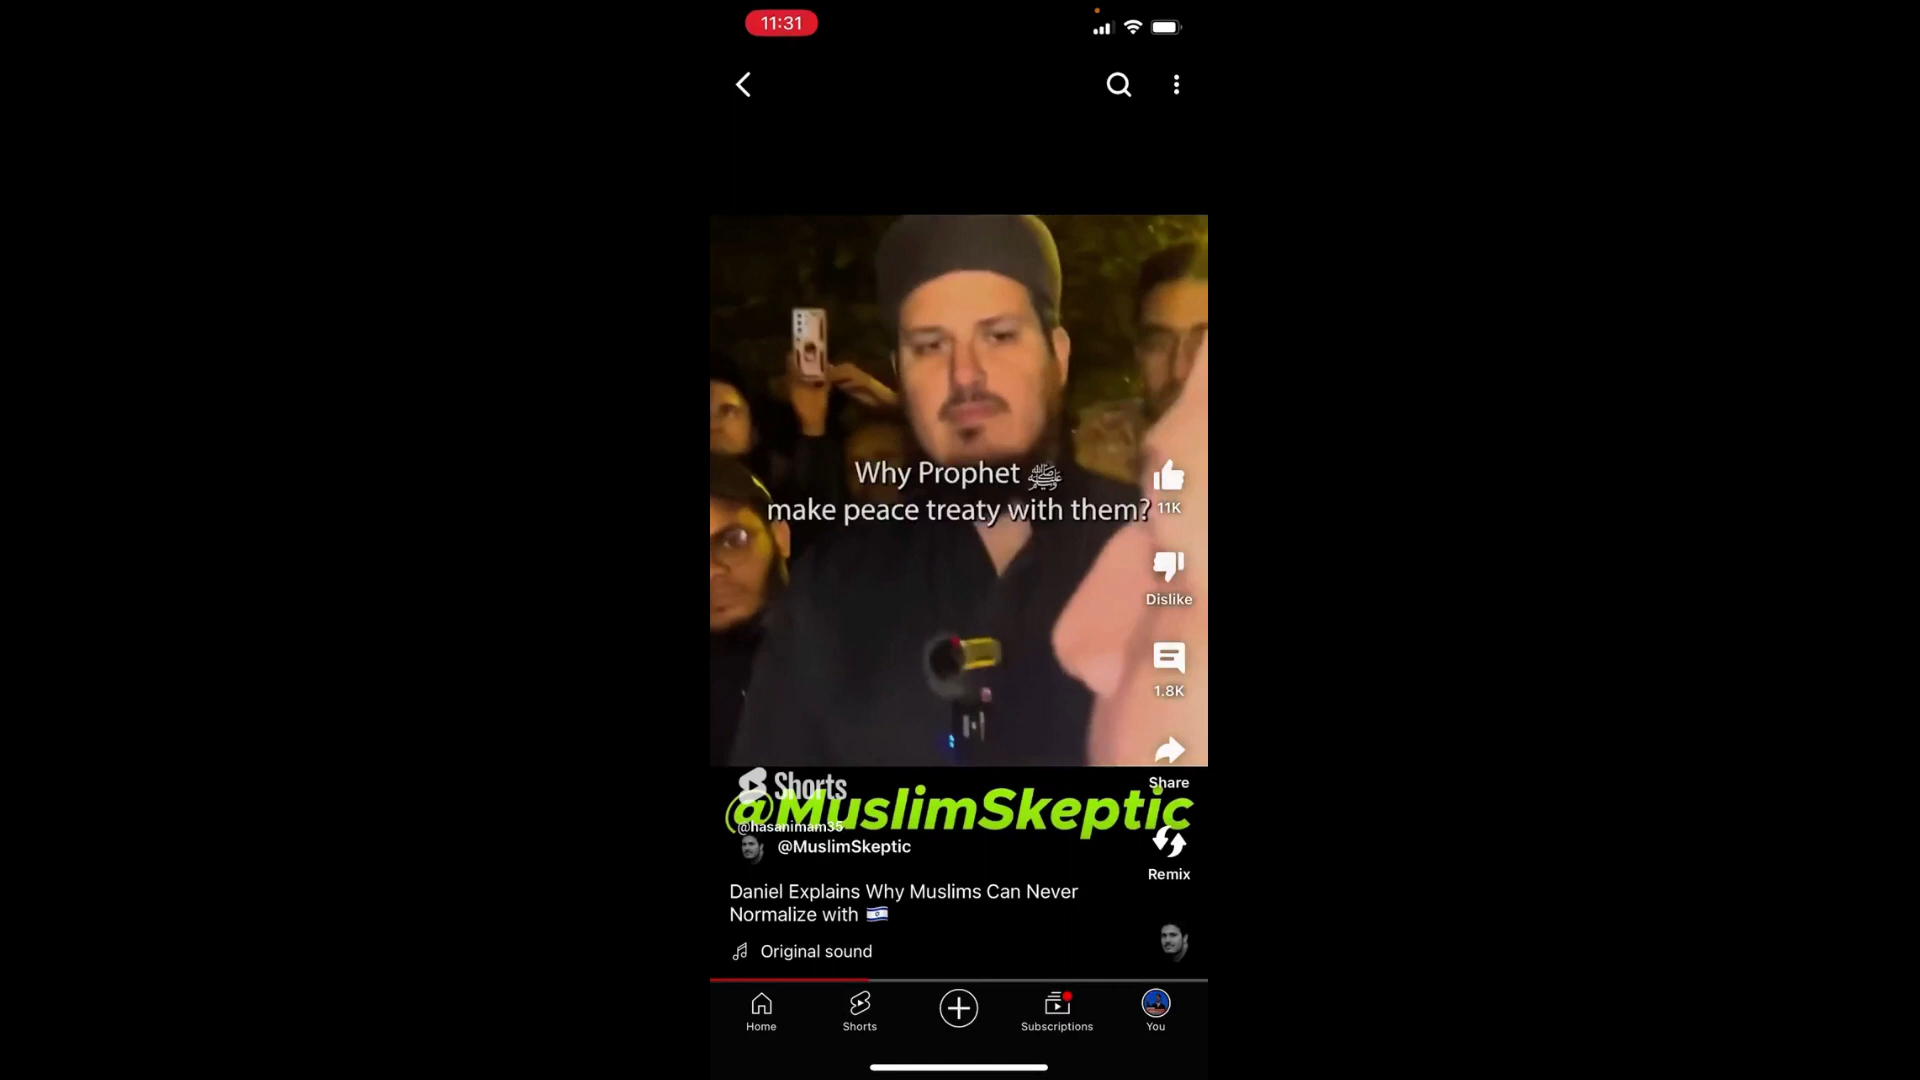 11:31
Why Prophet ﷺ
make peace treaty with them?
11K
Dislike
1.8K
Share
Shorts
@MuslimSkeptic
@hasanimam35
@MuslimSkeptic
Remix
Daniel Explains Why Muslims Can Never
Normalize with 🇮🇱
Original sound
Home
Shorts
Subscriptions
You